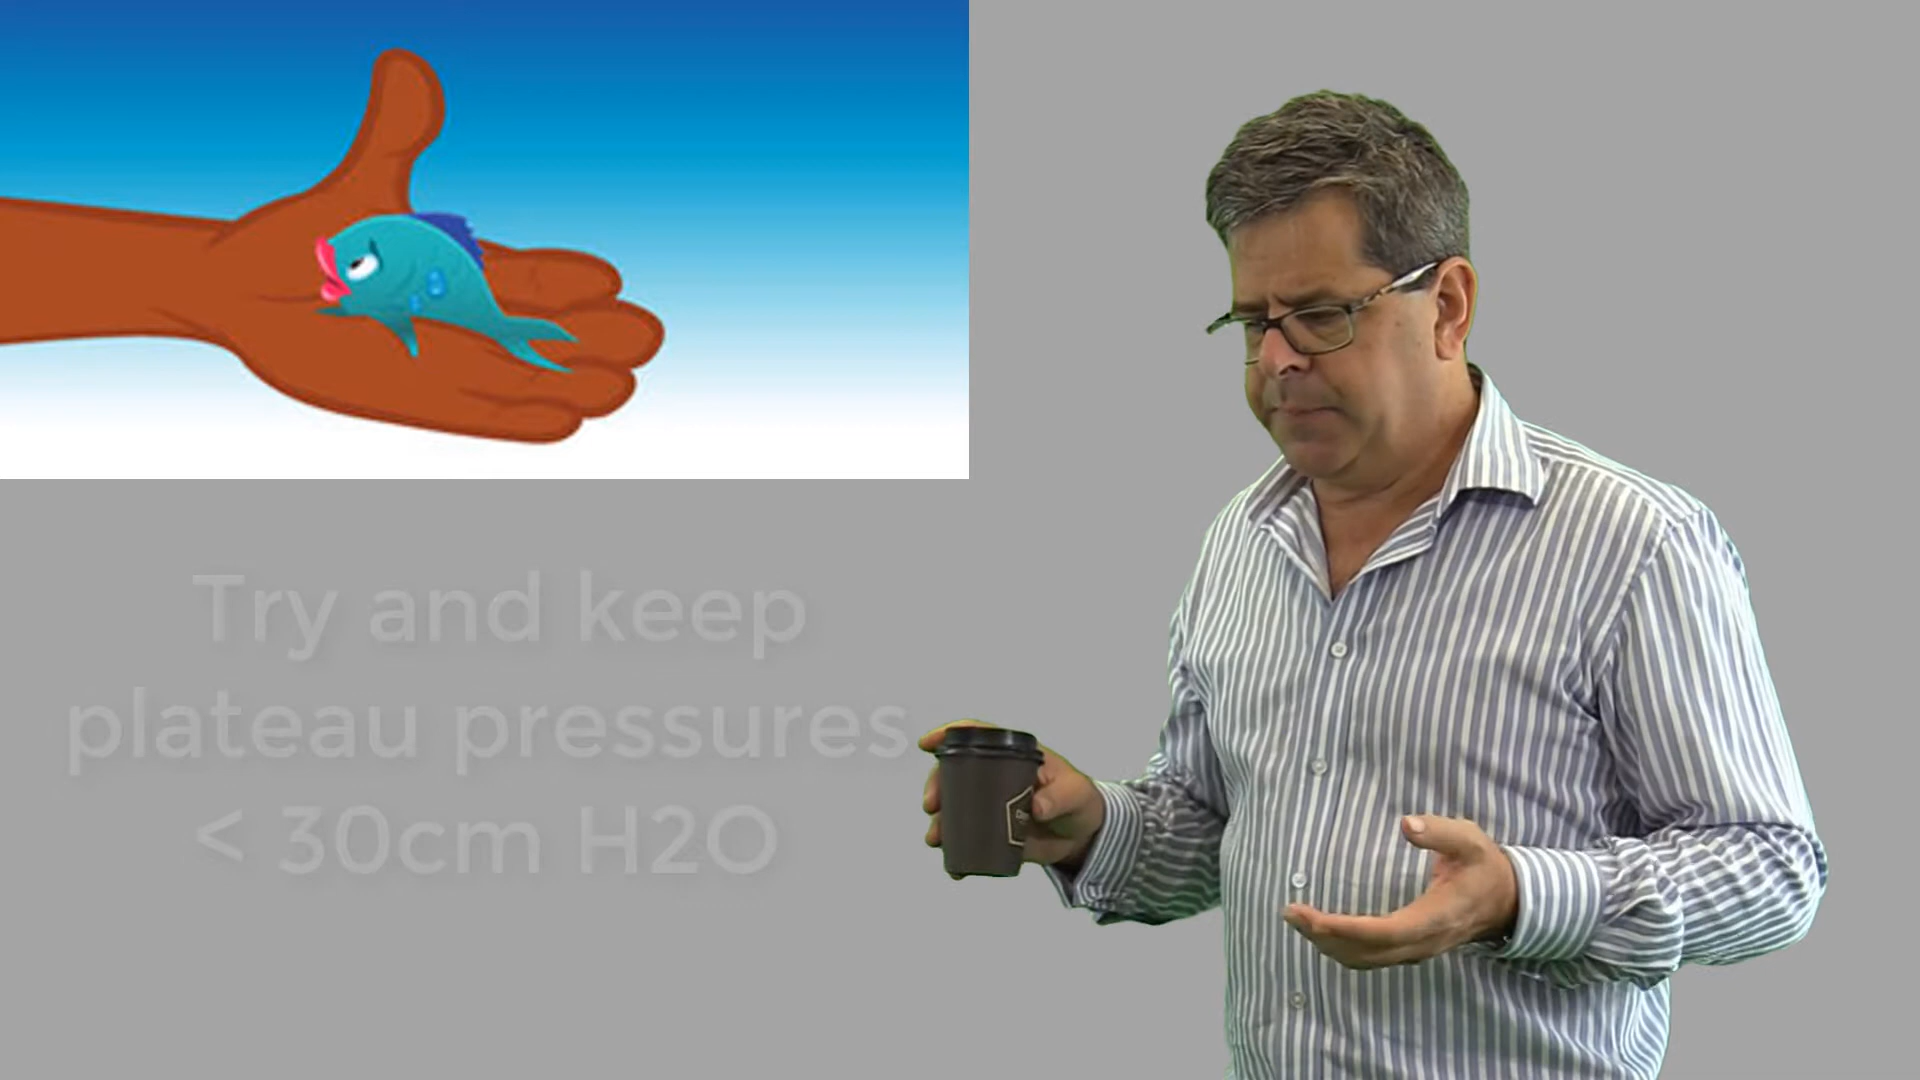 Try and keep
plateau pressures
< 30cm H2O